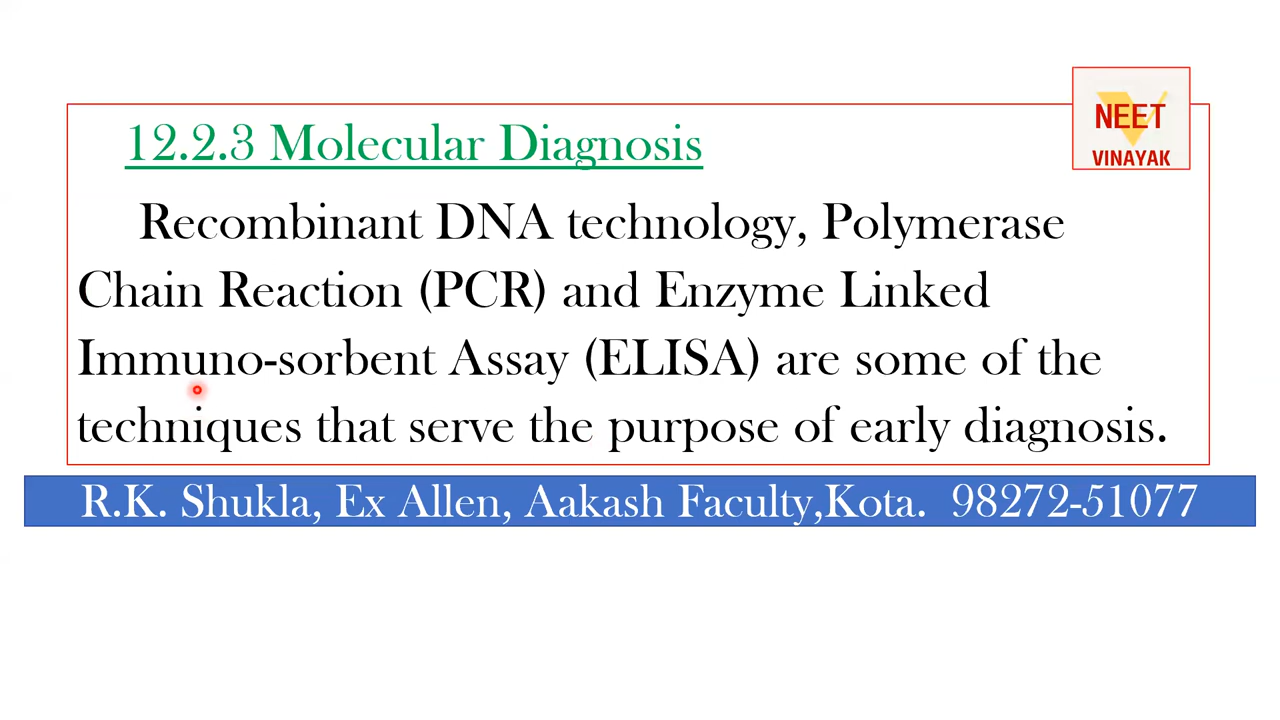 NEET
VINAYAK
12.2.3 Molecular Diagnosis
Recombinant DNA technology, Polymerase
Chain Reaction (PCR) and Enzyme Linked
Immuno-sorbent Assay (ELISA) are some of the
techniques that serve the purpose of early diagnosis.
R.K. Shukla, Ex Allen, Aakash Faculty,Kota. 98272-51077